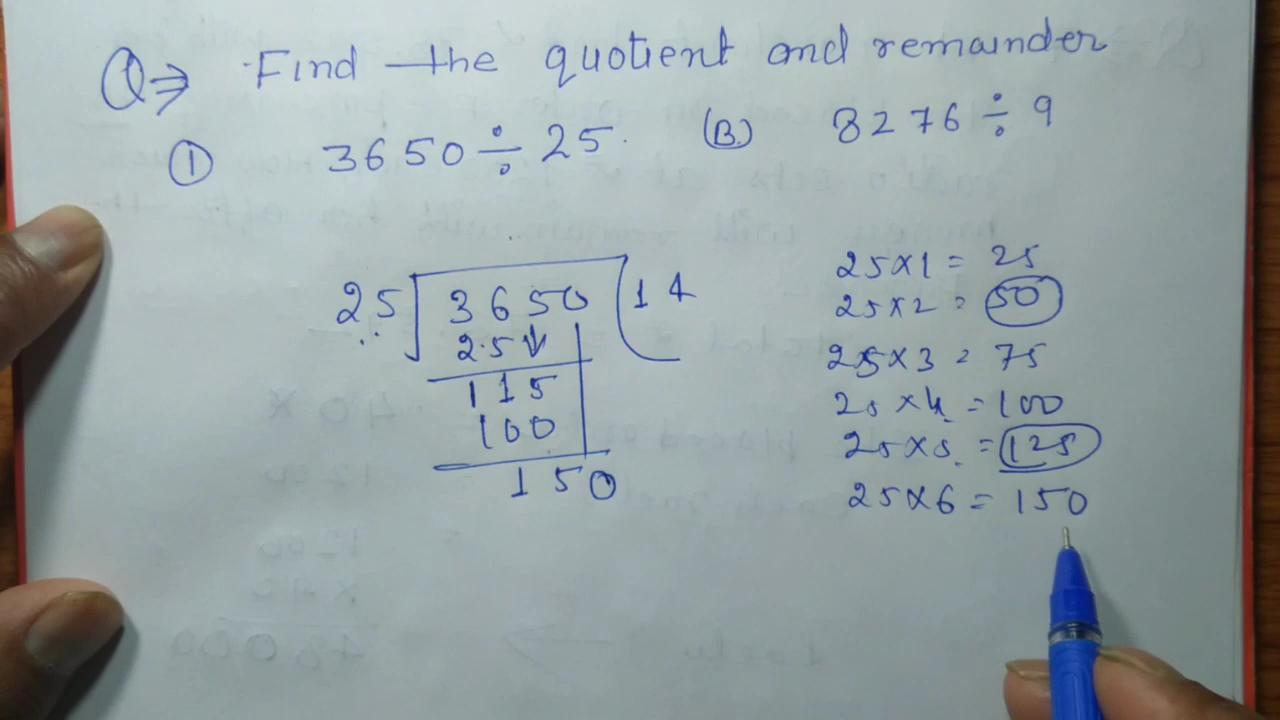 Q⇒ Find the quotient and remainder
① 3650 ÷ 25. (B) 8276 ÷ 9
25 3650 14
25↓
115
100
150
25×1 = 25
25×2 = 50
25×3 = 75
25×4 = 100
25×5 = 125
25×6 = 150